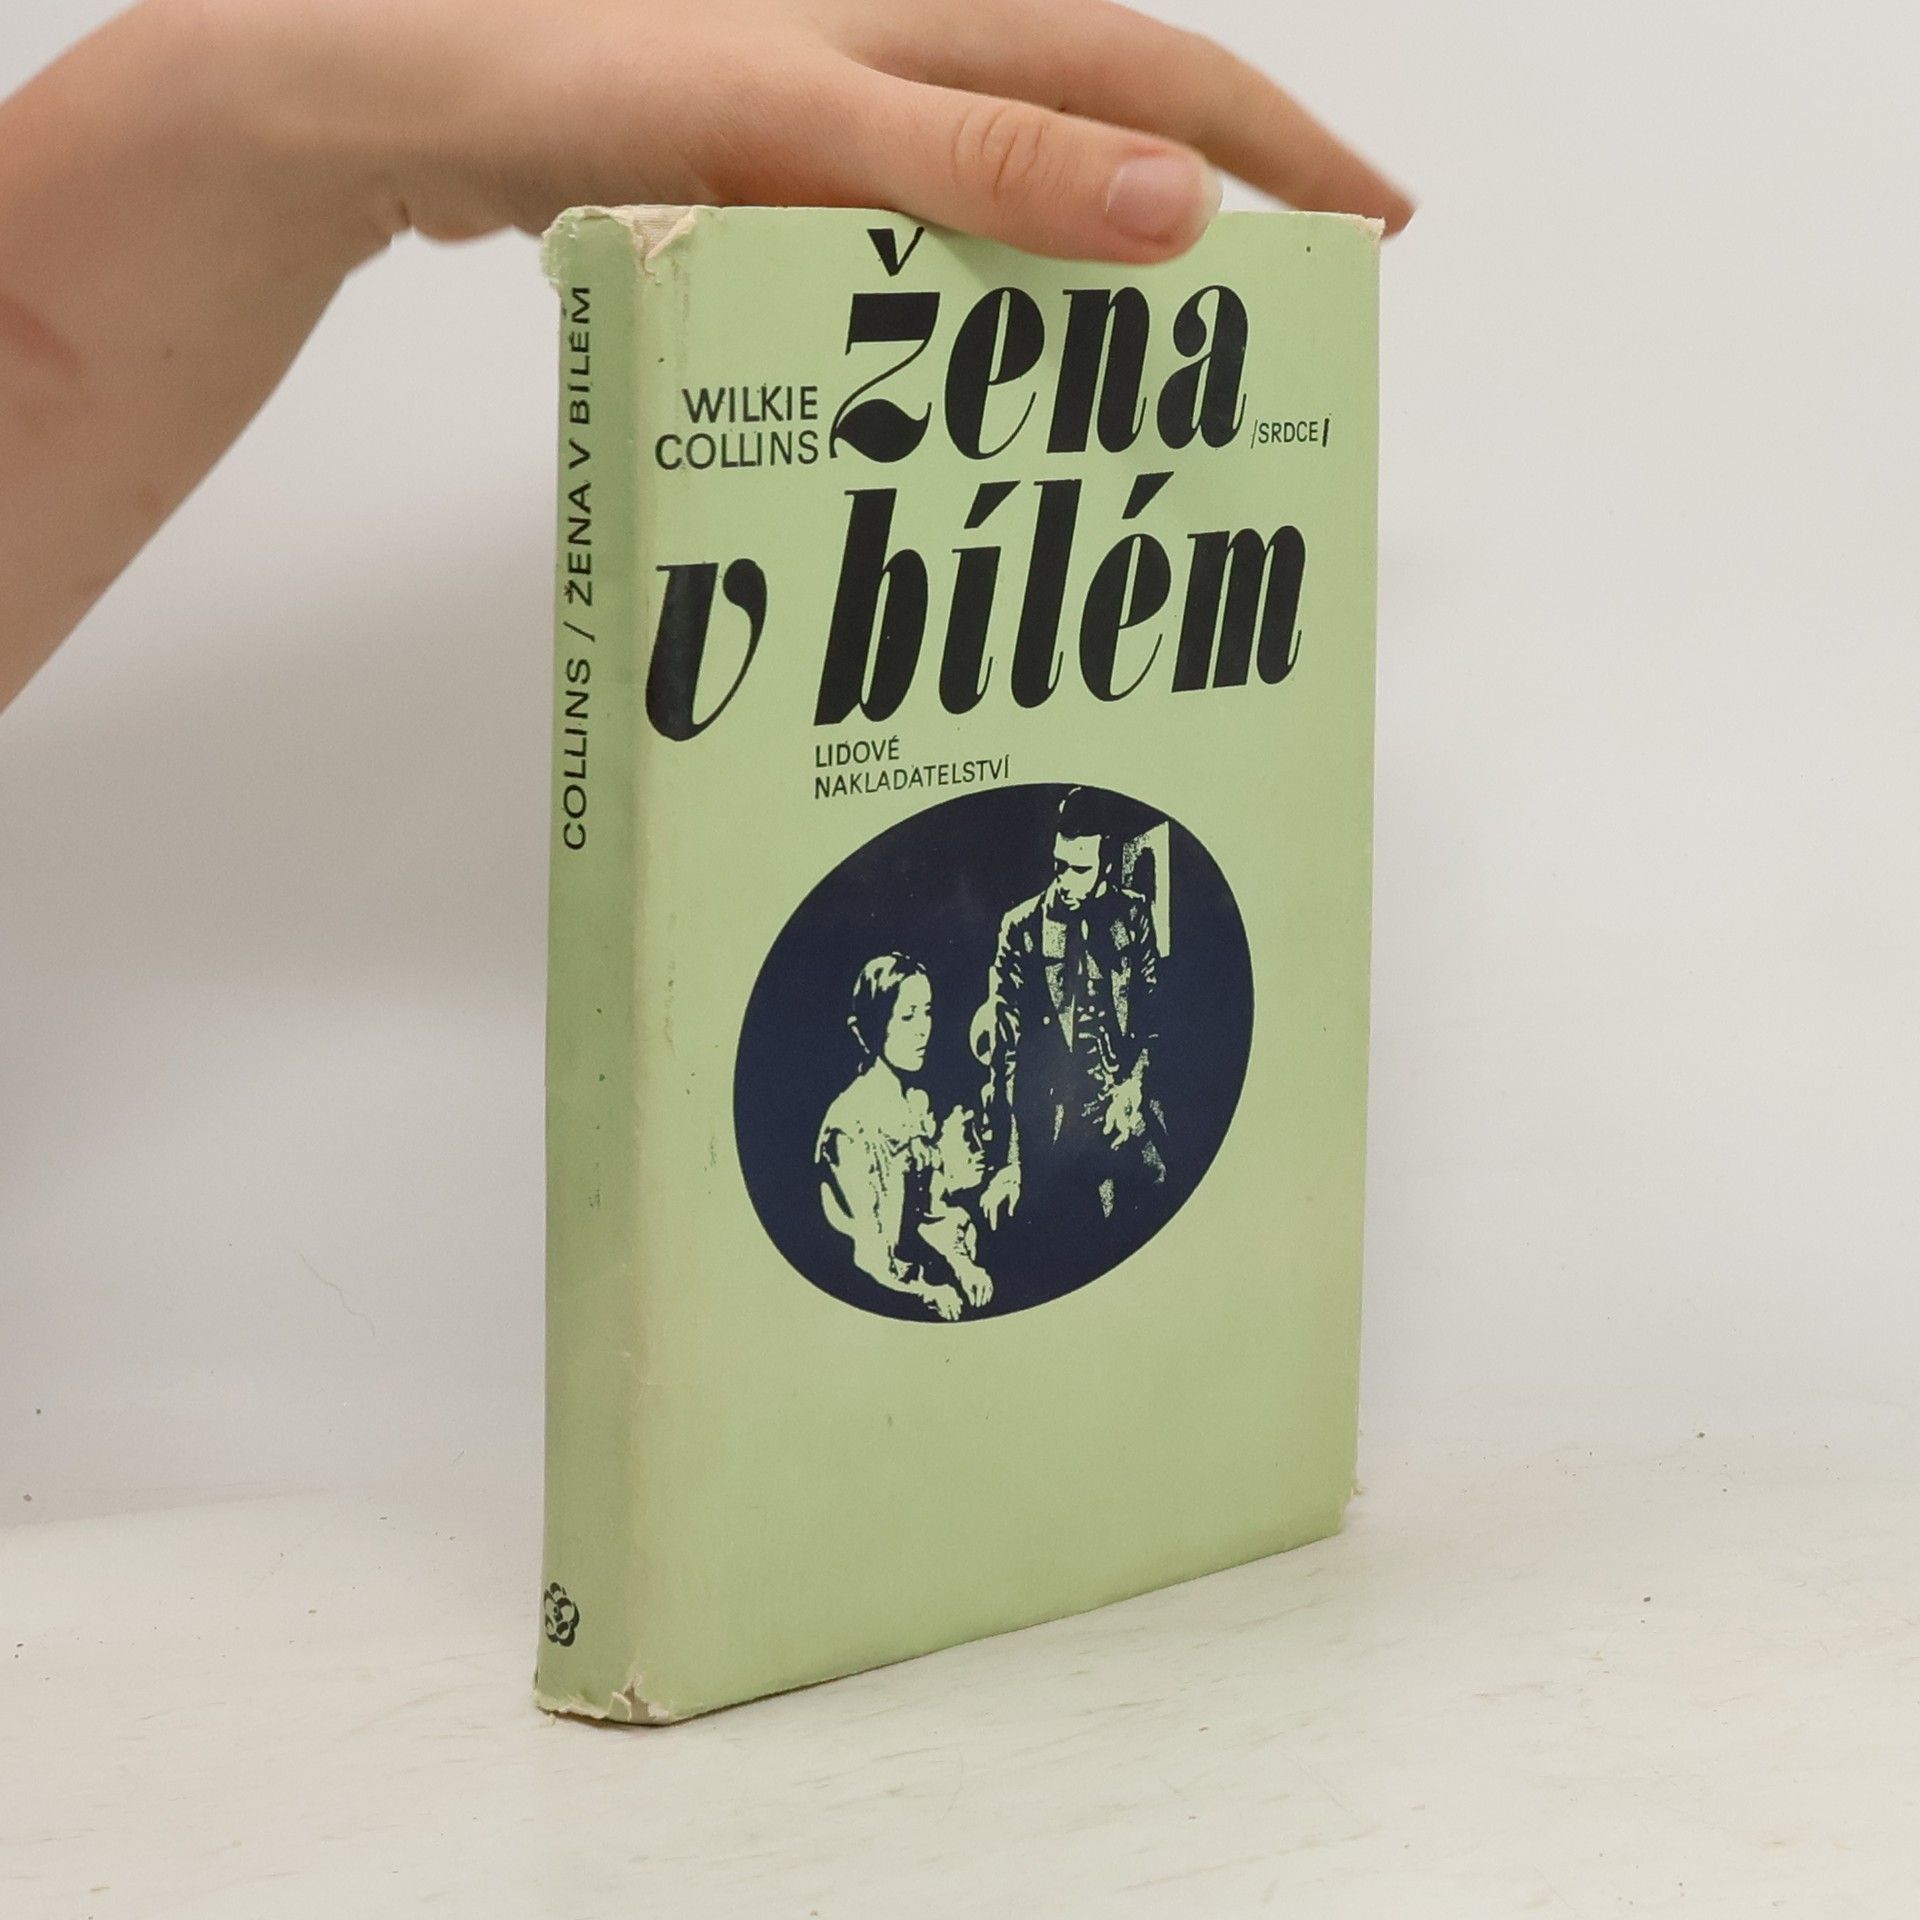 COLLINS / ŽENA V BÍLÉM
WILKIE
COLLINS
žena
/SRDCE/
v bílém
LIDOVÉ
NAKLADATELSTVÍ